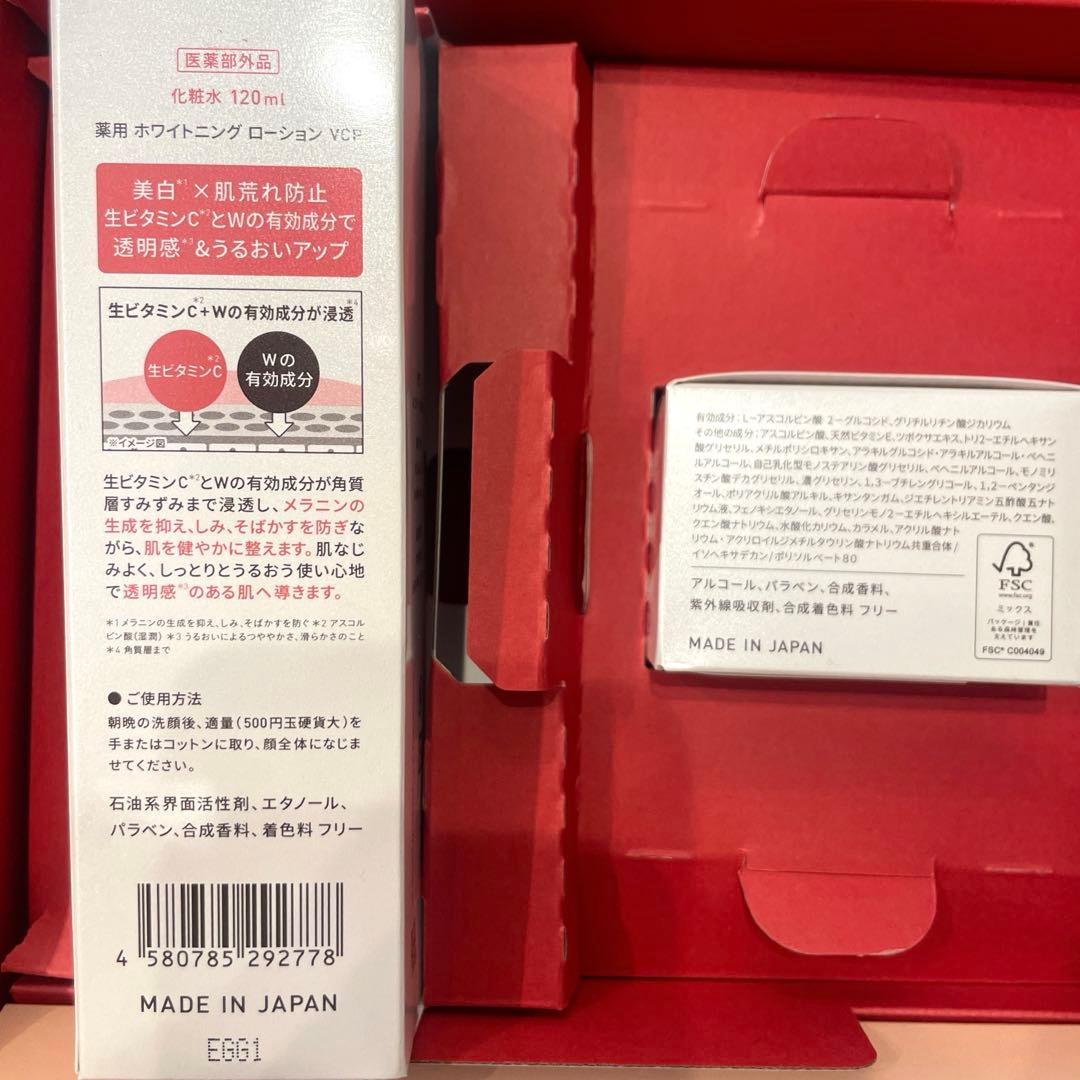 医薬部外品
化粧水 120ml
薬用 ホワイトニング ローション VCP
美白*1×肌荒れ防止
生ビタミンC*2とWの有効成分で
透明感*3&うるおいアップ
生ビタミンC*2+Wの有効成分が浸透*4
生ビタミンC*2
Wの
有効成分
※イメージ図
生ビタミンC*2とWの有効成分が角質
層すみずみまで浸透し、メラニンの
生成を抑え、しみ、そばかすを防ぎな
がら、肌を健やかに整えます。肌なじ
みよく、しっとりとうるおう使い心地
で透明感*3のある肌へ導きます。
*1 メラニンの生成を抑え、しみ、そばかすを防ぐ *2 アスコル
ビン酸(湿潤) *3 うるおいによるつややかさ、滑らかさのこと
*4 角質層まで
● ご使用方法
朝晩の洗顔後、適量(500円玉硬貨大)を
手またはコットンに取り、顔全体になじま
せてください。
石油系界面活性剤、エタノール、
パラベン、合成香料、着色料 フリー
4 580785 292778
MADE IN JAPAN
EGG1
有効成分:L-アスコルビン酸 2-グルコシド、グリチルリチン酸ジカリウム
その他の成分:アスコルビン酸、天然ビタミンE、ツボクサエキス、トリ2-エチルヘキサン
酸グリセリル、メチルポリシロキサン、アラキルグルコシド・アラキルアルコール・ベヘニ
ルアルコール、自己乳化型モノステアリン酸グリセリル、ベヘニルアルコール、モノミリ
スチン酸デカグリセリル、濃グリセリン、1,3-ブチレングリコール、1,2-ペンタンジ
オール、ポリアクリル酸アルキル、キサンタンガム、ジエチレントリアミン五酢酸五ナト
リウム液、フェノキシエタノール、グリセリンモノ2-エチルヘキシルエーテル、クエン酸、
クエン酸ナトリウム、水酸化カリウム、カラメル、アクリル酸ナト
リウム・アクリロイルジメチルタウリン酸ナトリウム共重合体/
イソヘキサデカン/ポリソルベート80
アルコール、パラベン、合成香料、
紫外線吸収剤、合成着色料 フリー
MADE IN JAPAN
FSC
www.fsc.org
ミックス
パッケージ|責任
ある森林管理を
支えています
FSC® C004049